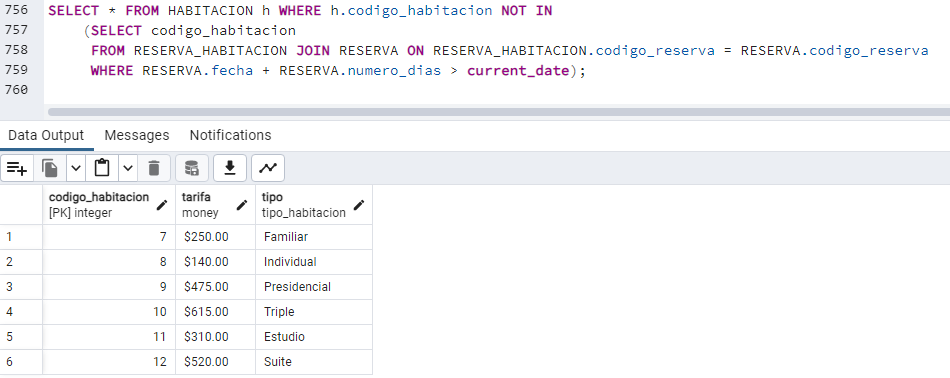 756 SELECT * FROM HABITACION h WHERE h.codigo_habitacion NOT IN
757 (SELECT codigo_habitacion
758 FROM RESERVA_HABITACION JOIN RESERVA ON RESERVA_HABITACION.codigo_reserva = RESERVA.codigo_reserva
759 WHERE RESERVA.fecha + RESERVA.numero_dias > current_date);
760
Data Output Messages Notifications
codigo_habitacion tarifa tipo
[PK] integer money tipo_habitacion
1 7 $250.00 Familiar
2 8 $140.00 Individual
3 9 $475.00 Presidencial
4 10 $615.00 Triple
5 11 $310.00 Estudio
6 12 $520.00 Suite